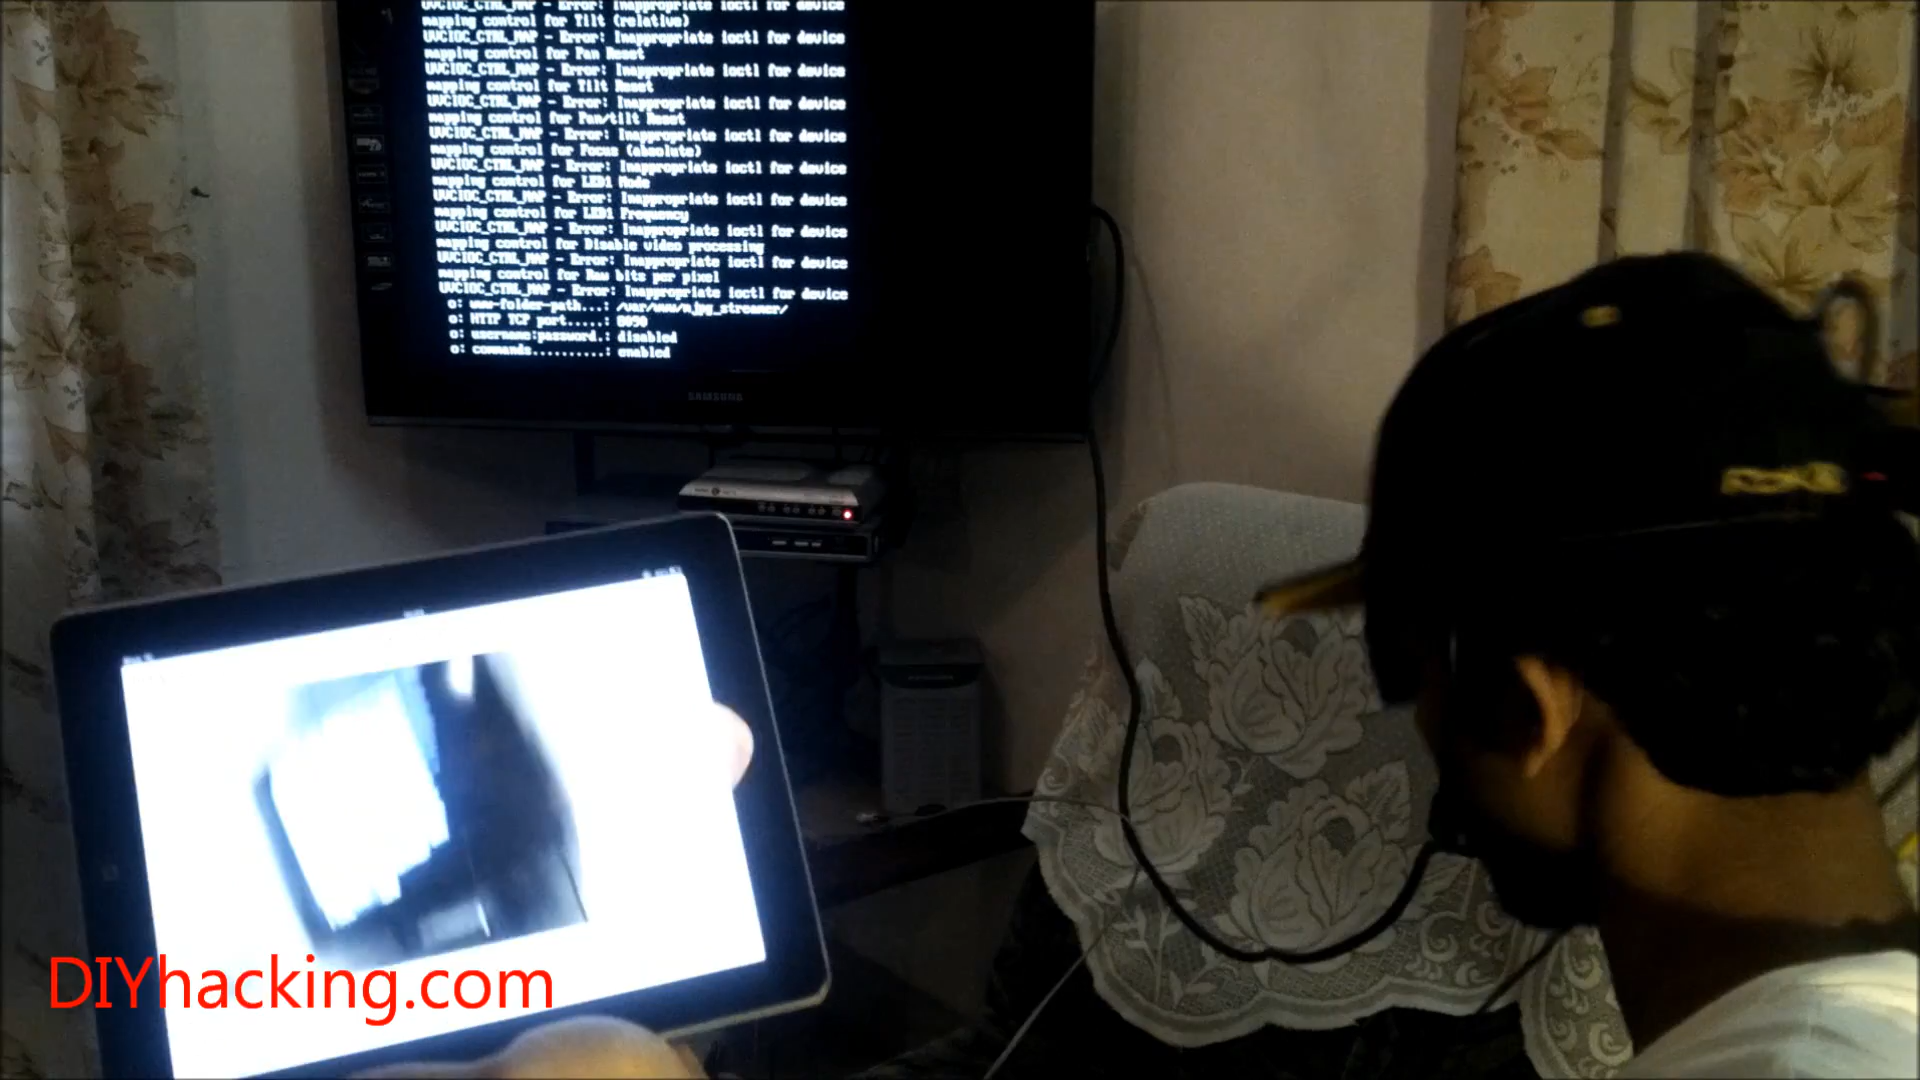 UVCIOC_CTRL_MAP - Error: Inappropriate ioctl for device
mapping control for Tilt (relative)
UVCIOC_CTRL_MAP - Error: Inappropriate ioctl for device
mapping control for Pan Reset
UVCIOC_CTRL_MAP - Error: Inappropriate ioctl for device
mapping control for Tilt Reset
UVCIOC_CTRL_MAP - Error: Inappropriate ioctl for device
mapping control for Pan/tilt Reset
UVCIOC_CTRL_MAP - Error: Inappropriate ioctl for device
mapping control for Focus (absolute)
UVCIOC_CTRL_MAP - Error: Inappropriate ioctl for device
mapping control for LED1 Mode
UVCIOC_CTRL_MAP - Error: Inappropriate ioctl for device
mapping control for LED1 Frequency
UVCIOC_CTRL_MAP - Error: Inappropriate ioctl for device
mapping control for Disable video processing
UVCIOC_CTRL_MAP - Error: Inappropriate ioctl for device
mapping control for Raw bits per pixel
UVCIOC_CTRL_MAP - Error: Inappropriate ioctl for device
o: www-folder-path...: /var/www/mjpg_streamer/
o: HTTP TCP port.....: 8090
o: username:password.: disabled
o: commands..........: enabled
SAMSUNG
DIYhacking.com